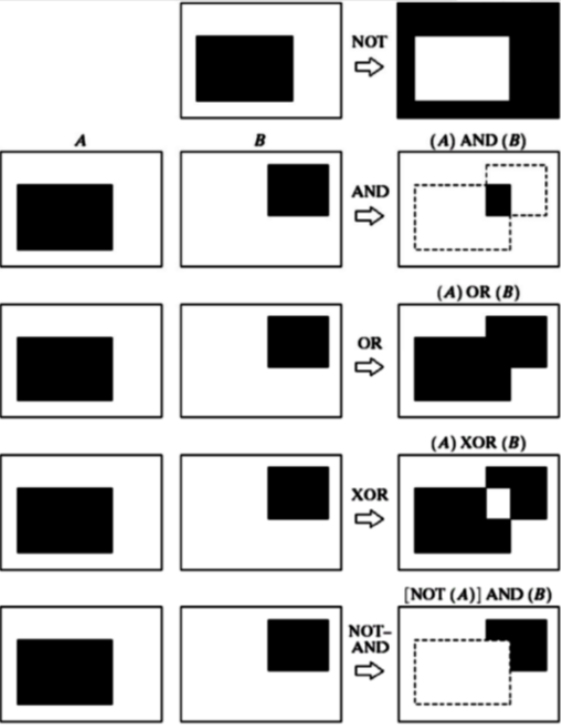 NOT
A
B
(A) AND (B)
AND
(A) OR (B)
OR
(A) XOR (B)
XOR
[NOT (A)] AND (B)
NOT–
AND